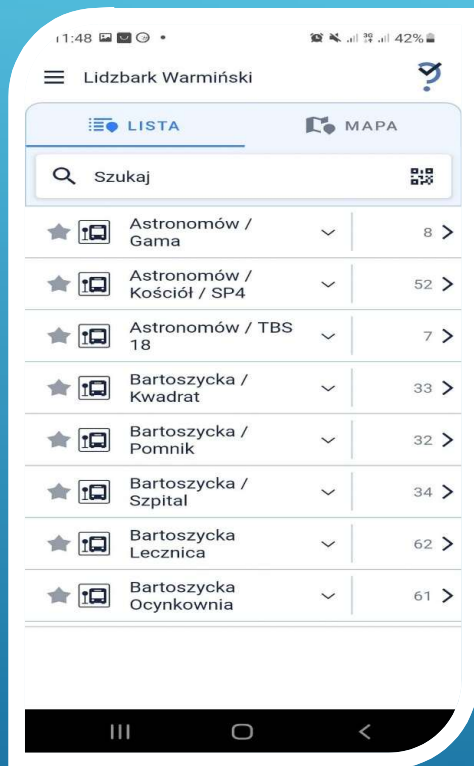 11:48 3G 42%
Lidzbark Warmiński
LISTA MAPA
Szukaj
Astronomów / 8
Gama
Astronomów / 52
Kościół / SP4
Astronomów / TBS 7
18
Bartoszycka / 33
Kwadrat
Bartoszycka / 32
Pomnik
Bartoszycka / 34
Szpital
Bartoszycka 62
Lecznica
Bartoszycka 61
Ocynkownia